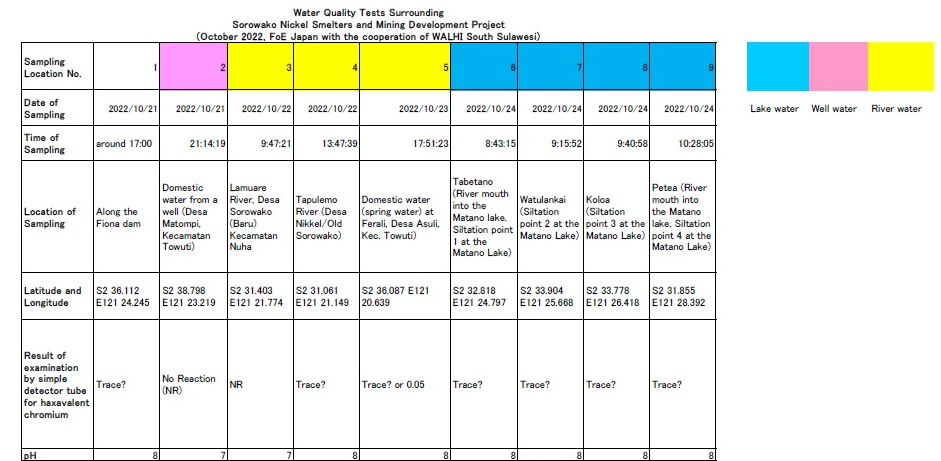 Water Quality Tests Surrounding
Sorowako Nickel Smelters and Mining Development Project
(October 2022, FoE Japan with the cooperation of WALHI South Sulawesi)
Sampling Location No. 1 2 3 4 5 6 7 8 9
Date of Sampling 2022/10/21 2022/10/21 2022/10/22 2022/10/22 2022/10/23 2022/10/24 2022/10/24 2022/10/24 2022/10/24
Time of Sampling around 17:00 21:14:19 9:47:21 13:47:39 17:51:23 8:43:15 9:15:52 9:40:58 10:28:05
Location of Sampling
Along the Fiona dam
Domestic water from a well (Desa Matompi, Kecamatan Towuti)
Lamuare River, Desa Sorowako (Baru) Kecamatan Nuha
Tapulemo River (Desa Nikkel/Old Sorowako)
Domestic water (spring water) at Ferali, Desa Asuli, Kec. Towuti)
Tabetano (River mouth into the Matano lake. Siltation point 1 at the Matano Lake)
Watulankai (Siltation point 2 at the Matano Lake)
Koloa (Siltation point 3 at the Matano Lake)
Petea (River mouth into the Matano lake. Siltation point 4 at the Matano Lake)
Latitude and Longitude
S2 36.112 E121 24.245
S2 38.798 E121 23.219
S2 31.403 E121 21.774
S2 31.061 E121 21.149
S2 36.087 E121 20.639
S2 32.818 E121 24.797
S2 33.904 E121 25.668
S2 33.778 E121 26.418
S2 31.855 E121 28.392
Result of examination by simple detector tube for haxavalent chromium
Trace?
No Reaction (NR)
NR
Trace?
Trace? or 0.05
Trace?
Trace?
Trace?
Trace?
pH 8 7 7 8 8 8 8 8 8
Lake water Well water River water